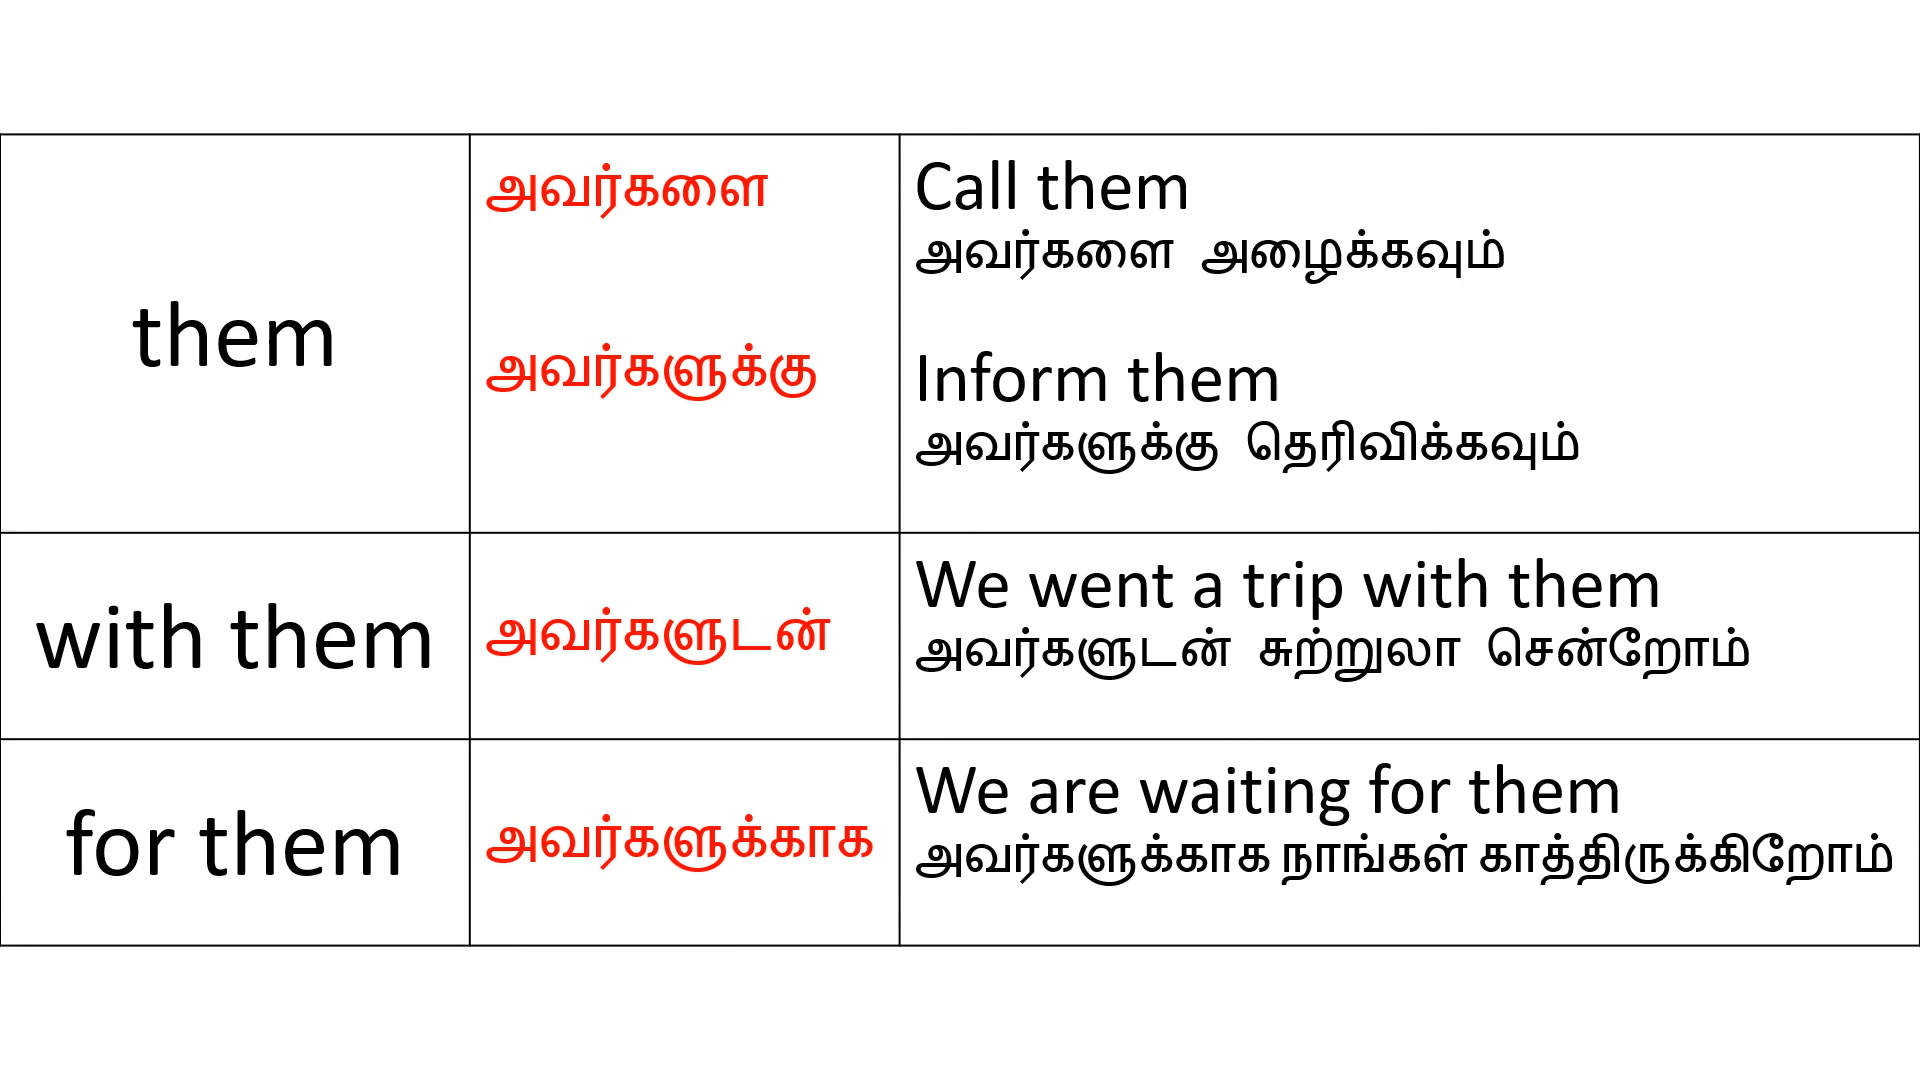 them
அவர்களை
அவர்களுக்கு
Call them
அவர்களை அழைக்கவும்
Inform them
அவர்களுக்கு தெரிவிக்கவும்
with them
அவர்களுடன்
We went a trip with them
அவர்களுடன் சுற்றுலா சென்றோம்
for them
அவர்களுக்காக
We are waiting for them
அவர்களுக்காக நாங்கள் காத்திருக்கிறோம்